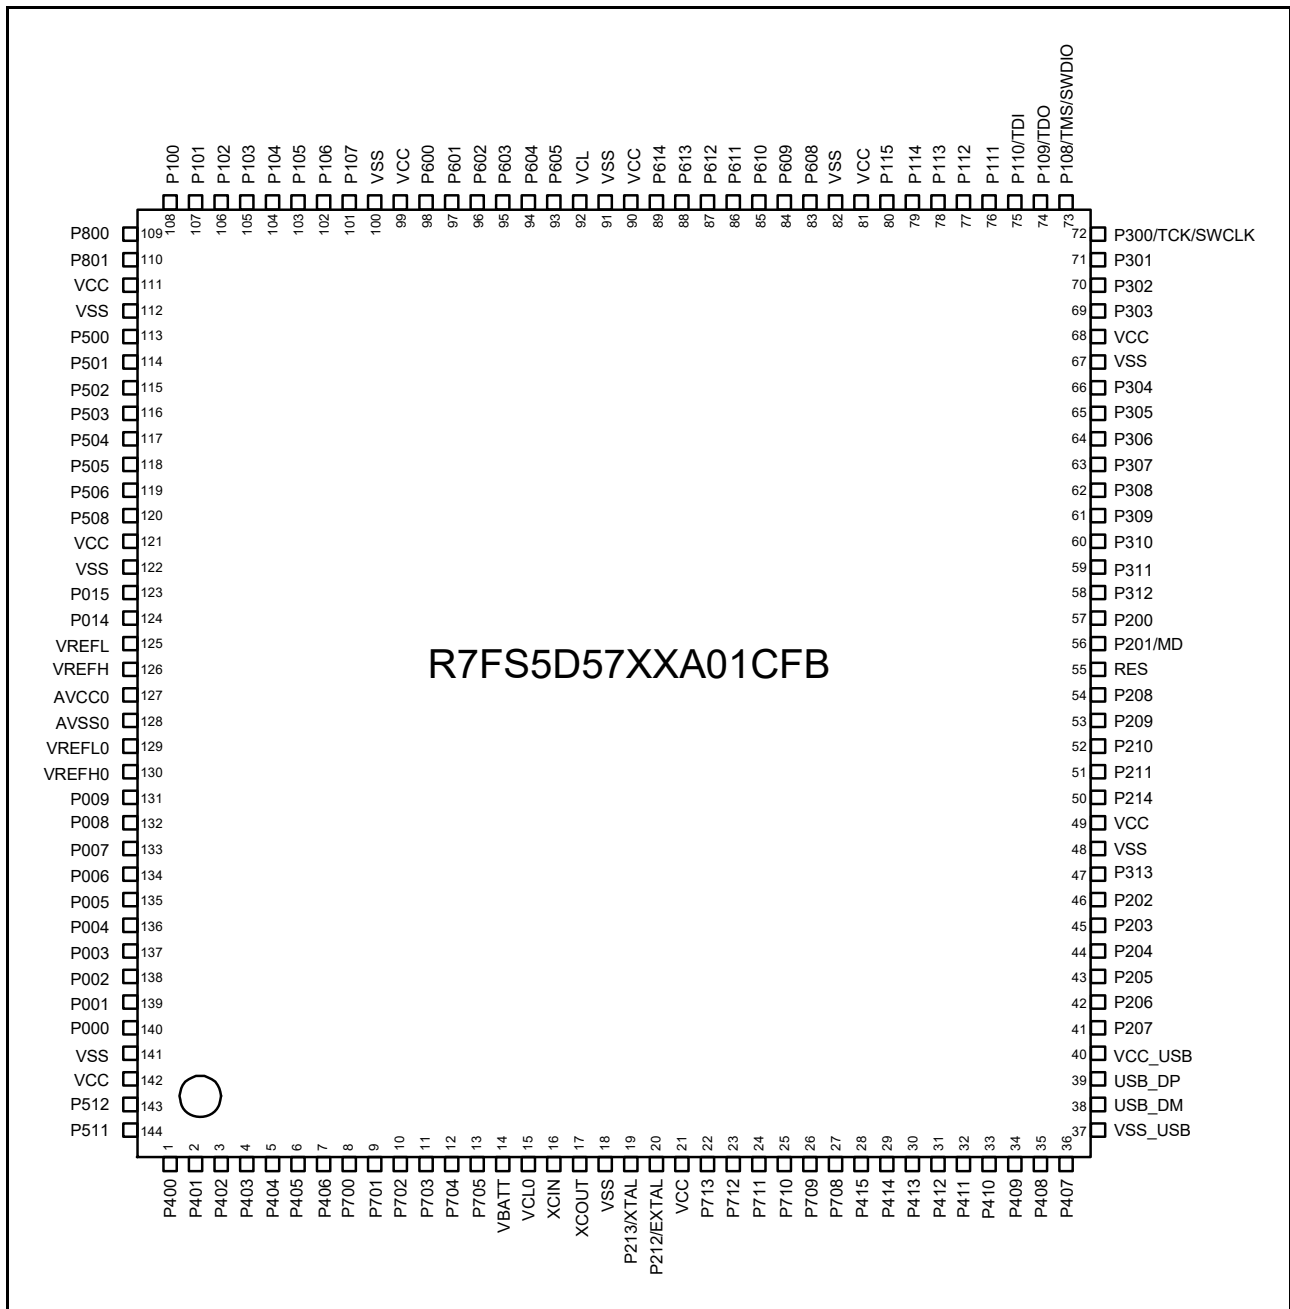 P100
P101
P102
P103
P104
P105
P106
P107
VSS
VCC
P600
P601
P602
P603
P604
P605
VCL
VSS
VCC
P614
P613
P612
P611
P610
P609
P608
VSS
VCC
P115
P114
P113
P112
P111
P110/TDI
P109/TDO
P108/TMS/SWDIO
108
107
106
105
104
103
102
101
100
99
98
97
96
95
94
93
92
91
90
89
88
87
86
85
84
83
82
81
80
79
78
77
76
75
74
73
P800 109
P801 110
VCC 111
VSS 112
P500 113
P501 114
P502 115
P503 116
P504 117
P505 118
P506 119
P508 120
VCC 121
VSS 122
P015 123
P014 124
VREFL 125
VREFH 126
AVCC0 127
AVSS0 128
VREFL0 129
VREFH0 130
P009 131
P008 132
P007 133
P006 134
P005 135
P004 136
P003 137
P002 138
P001 139
P000 140
VSS 141
VCC 142
P512 143
P511 144
R7FS5D57XXA01CFB
72 P300/TCK/SWCLK
71 P301
70 P302
69 P303
68 VCC
67 VSS
66 P304
65 P305
64 P306
63 P307
62 P308
61 P309
60 P310
59 P311
58 P312
57 P200
56 P201/MD
55 RES
54 P208
53 P209
52 P210
51 P211
50 P214
49 VCC
48 VSS
47 P313
46 P202
45 P203
44 P204
43 P205
42 P206
41 P207
40 VCC_USB
39 USB_DP
38 USB_DM
37 VSS_USB
1
2
3
4
5
6
7
8
9
10
11
12
13
14
15
16
17
18
19
20
21
22
23
24
25
26
27
28
29
30
31
32
33
34
35
36
P400
P401
P402
P403
P404
P405
P406
P700
P701
P702
P703
P704
P705
VBATT
VCL0
XCIN
XCOUT
VSS
P213/XTAL
P212/EXTAL
VCC
P713
P712
P711
P710
P709
P708
P415
P414
P413
P412
P411
P410
P409
P408
P407